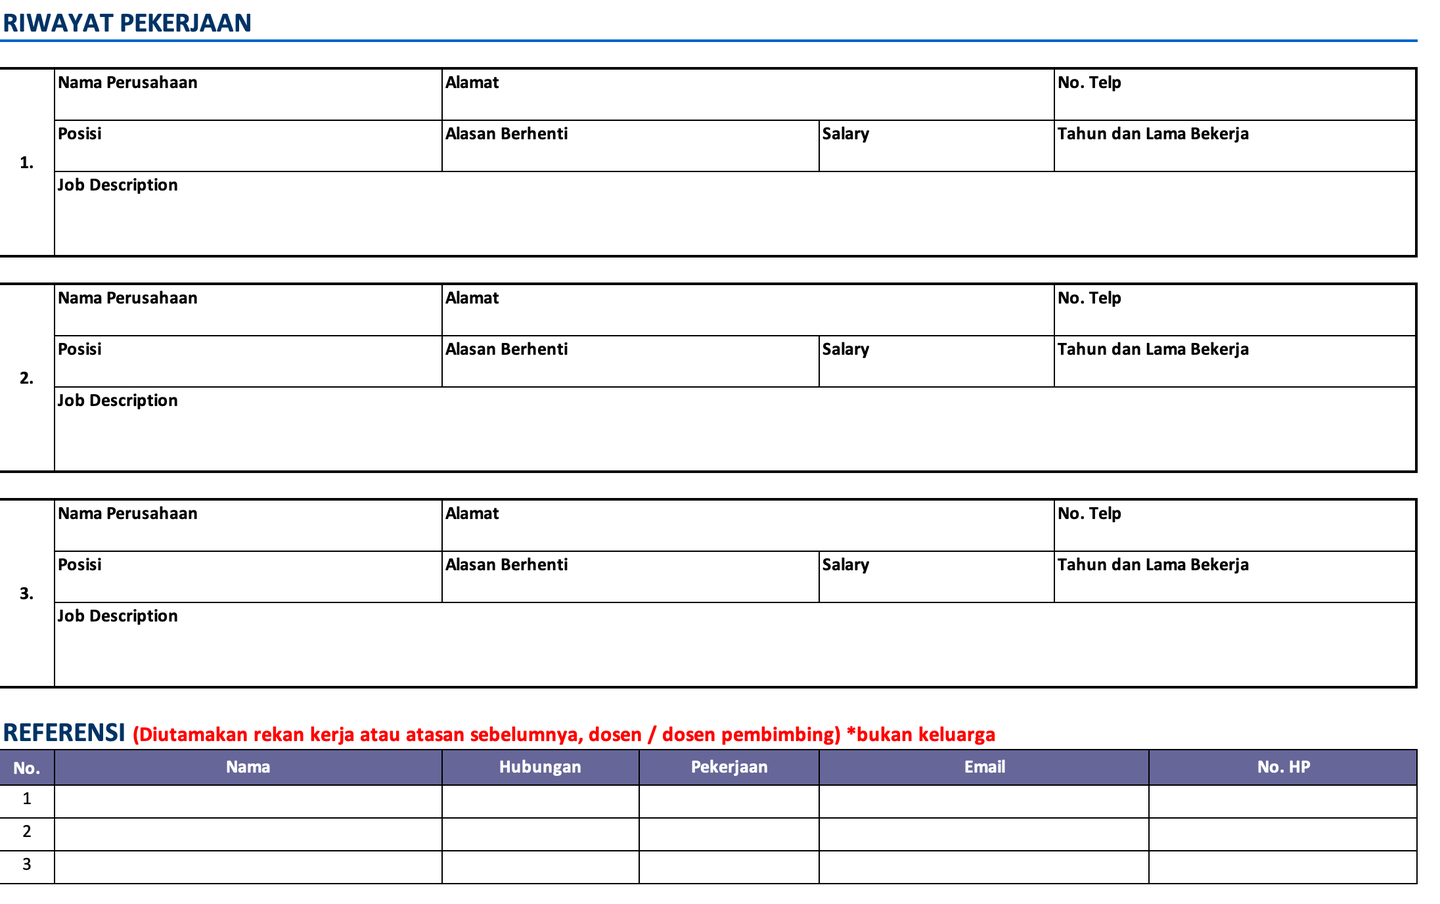 RIWAYAT PEKERJAAN
1.
Nama Perusahaan Alamat No. Telp
Posisi Alasan Berhenti Salary Tahun dan Lama Bekerja
Job Description
2.
Nama Perusahaan Alamat No. Telp
Posisi Alasan Berhenti Salary Tahun dan Lama Bekerja
Job Description
3.
Nama Perusahaan Alamat No. Telp
Posisi Alasan Berhenti Salary Tahun dan Lama Bekerja
Job Description
REFERENSI (Diutamakan rekan kerja atau atasan sebelumnya, dosen / dosen pembimbing) *bukan keluarga
No. Nama Hubungan Pekerjaan Email No. HP
1
2
3